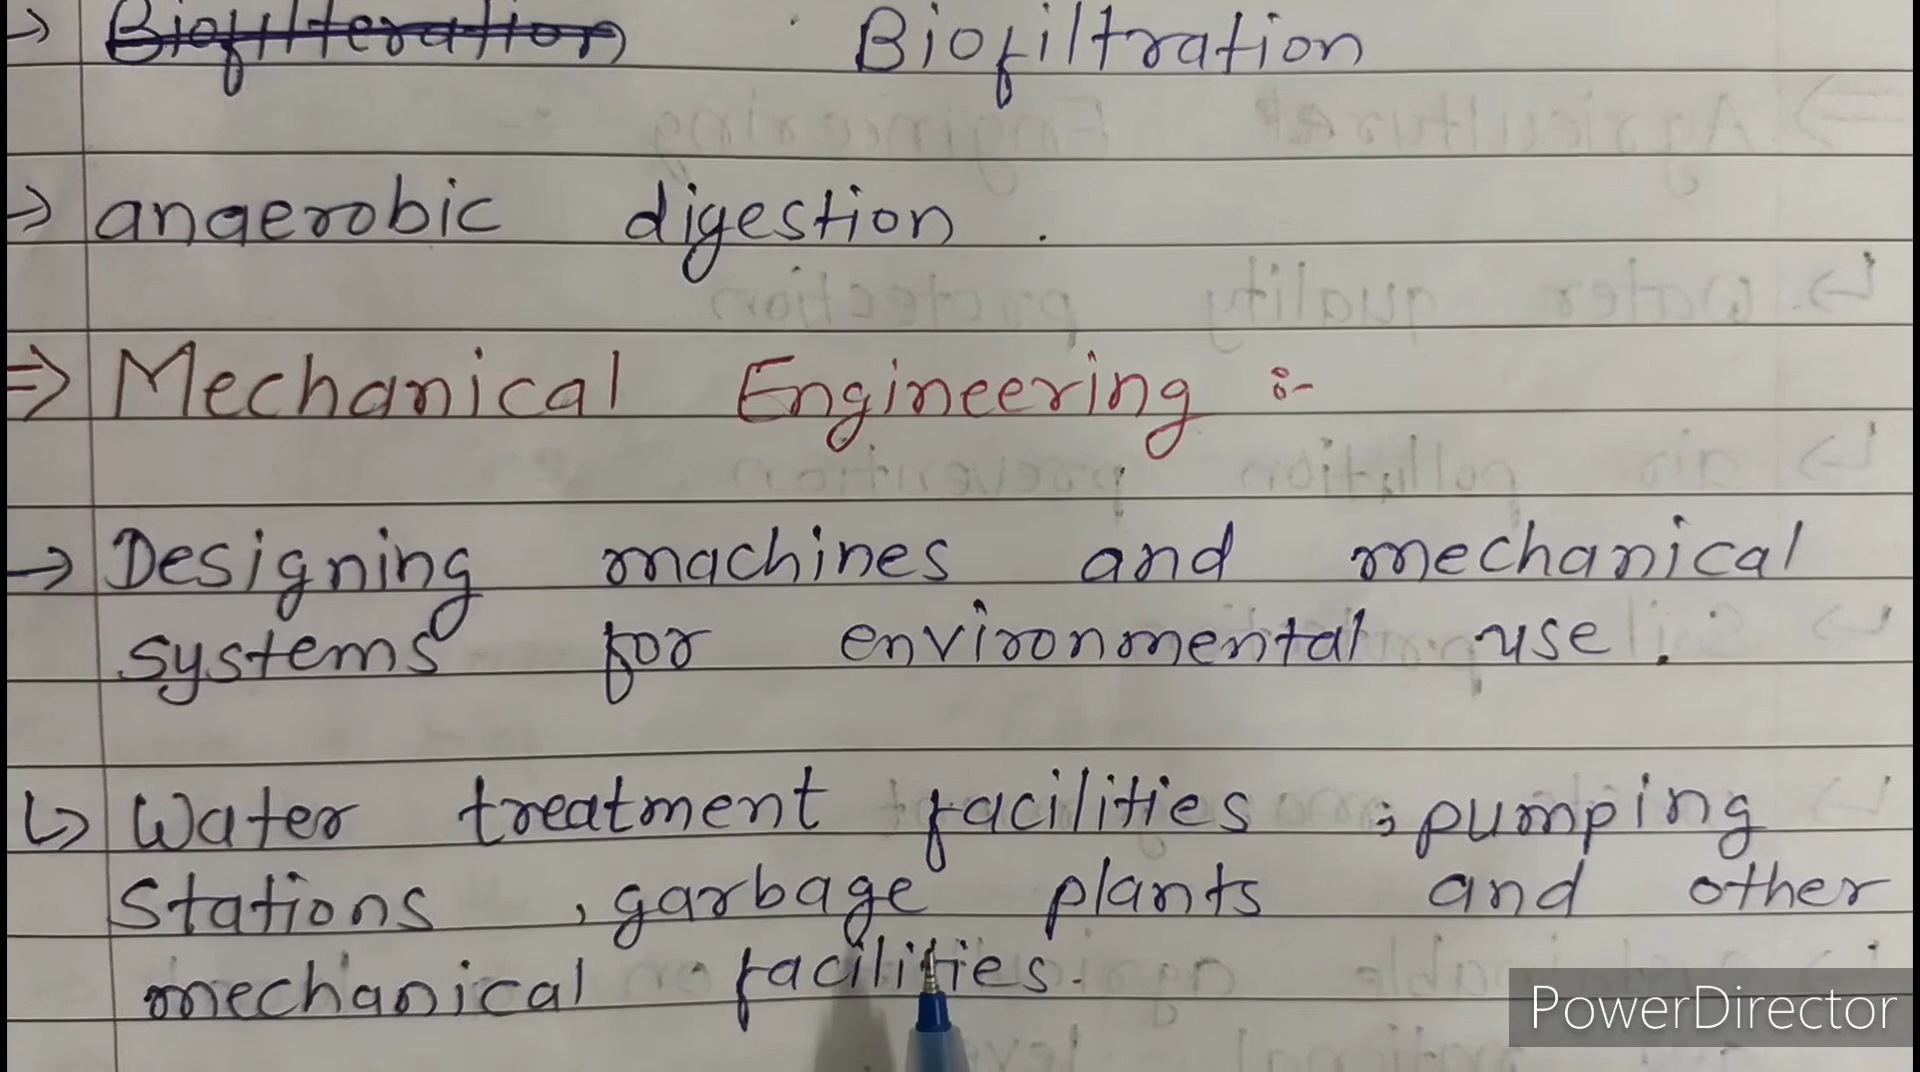 → Biofilteration Biofiltration
→ anaerobic digestion .
⇒ Mechanical Engineering :-
→ Designing machines and mechanical
systems for environmental use .
↳ Water treatment facilities , pumping
Stations , garbage plants and other
mechanical facilities.
PowerDirector